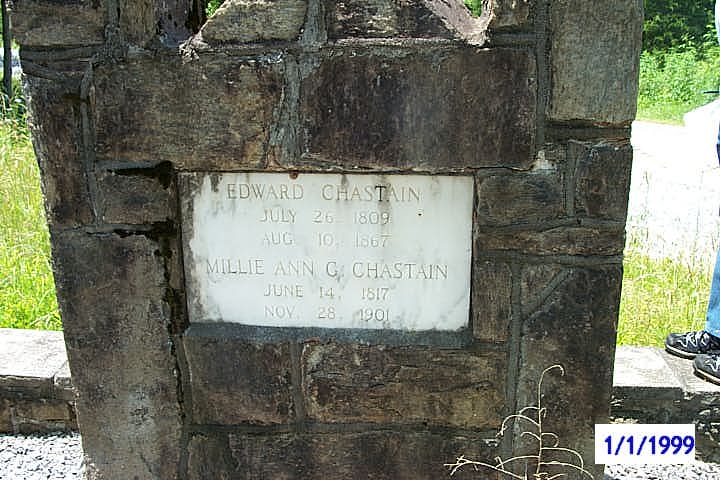 EDWARD CHASTAIN
JULY 26, 1809
AUG. 10, 1867
MILLIE ANN C. CHASTAIN
JUNE 14, 1817
NOV. 28, 1901
1/1/1999